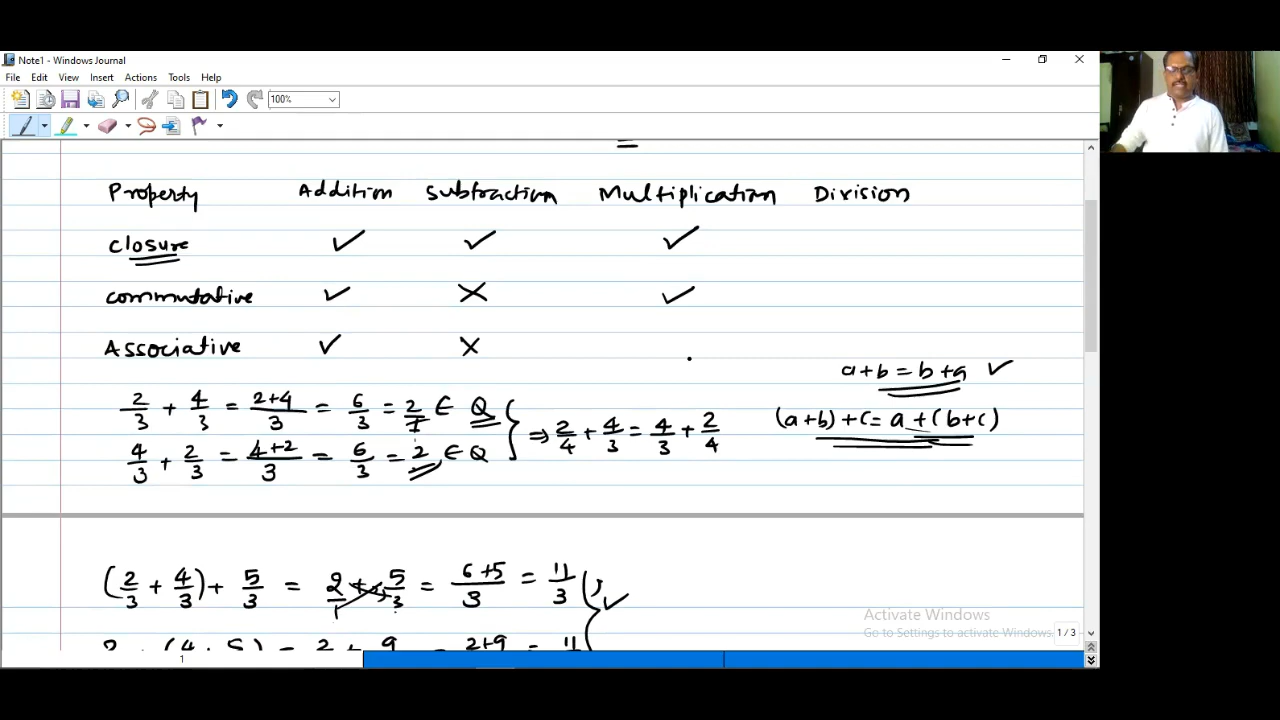 Note1 - Windows Journal
File Edit View Insert Actions Tools Help
100%
Property Addition Subtraction Multiplication Division
closure ✓ ✓ ✓
commutative ✓ ✗ ✓
Associative ✓ ✗
a+b = b+a ✓
2/3 + 4/3 = (2+4)/3 = 6/3 = 2/1 ∈ Q } ⇒ 2/4 + 4/3 = 4/3 + 2/4
(a+b)+c = a+(b+c)
4/3 + 2/3 = (4+2)/3 = 6/3 = 2 ∈ Q
(2/3 + 4/3) + 5/3 = 2/1 + 5/3 = (6+5)/3 = 11/3 ✓
Activate Windows
Go to Settings to activate Windows.
1 / 3
1